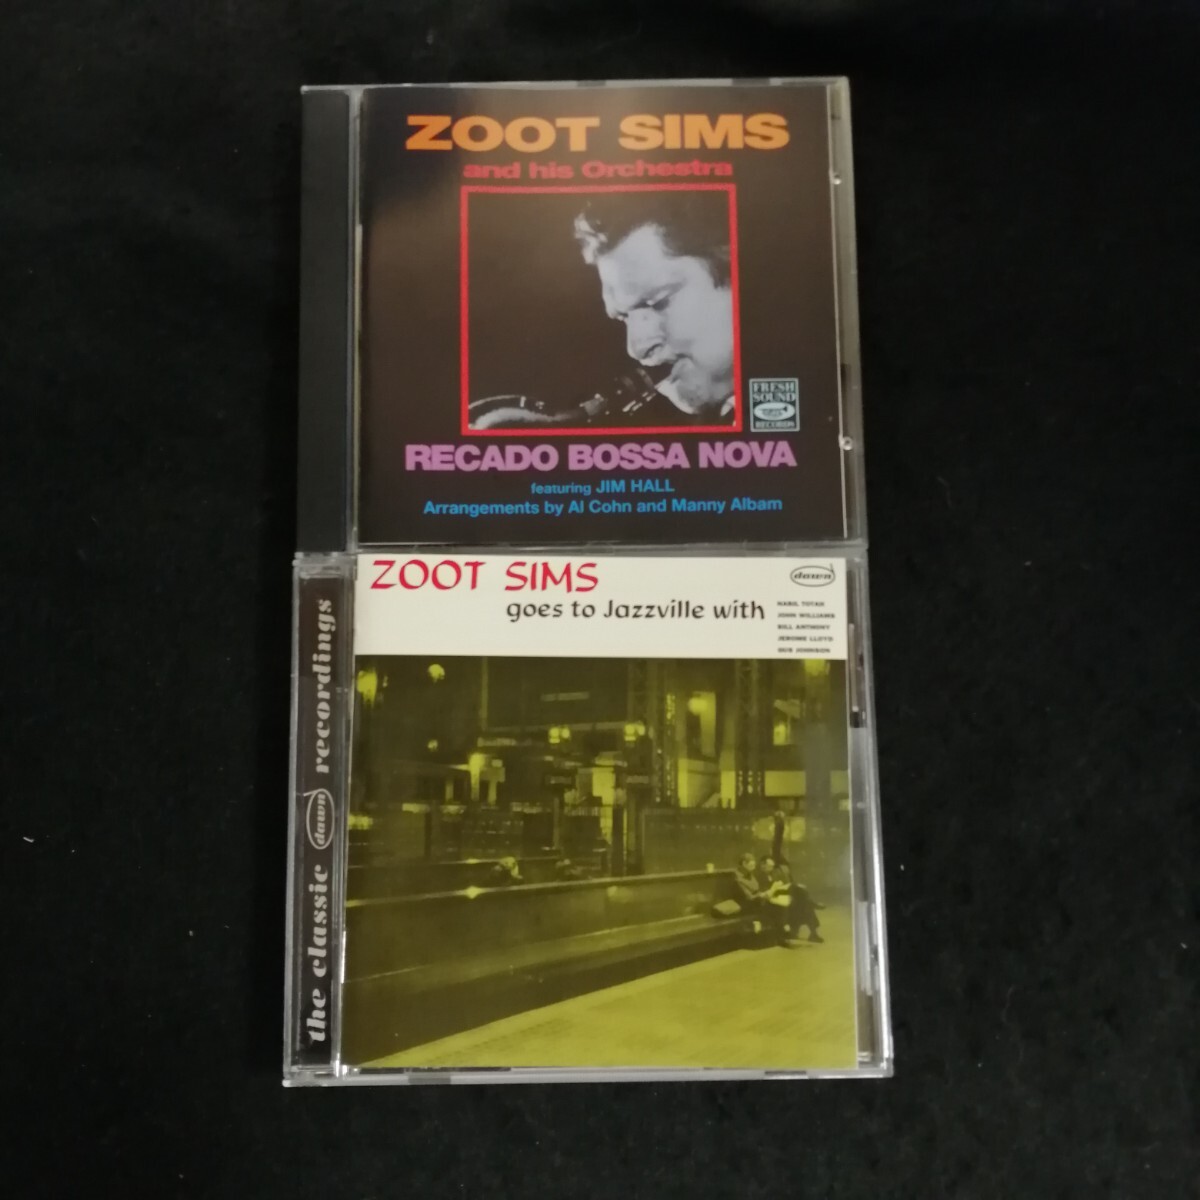 ZOOT SIMS
and his Orchestra
FRESH
SOUND
RECORDS
RECADO BOSSA NOVA
featuring JIM HALL
Arrangements by Al Cohn and Manny Albam
ZOOT SIMS
goes to Jazzville with
dawn
NABIL TOTAH
JOHN WILLIAMS
BILL ANTHONY
JEROME LLOYD
GUS JOHNSON
the classic dawn recordings